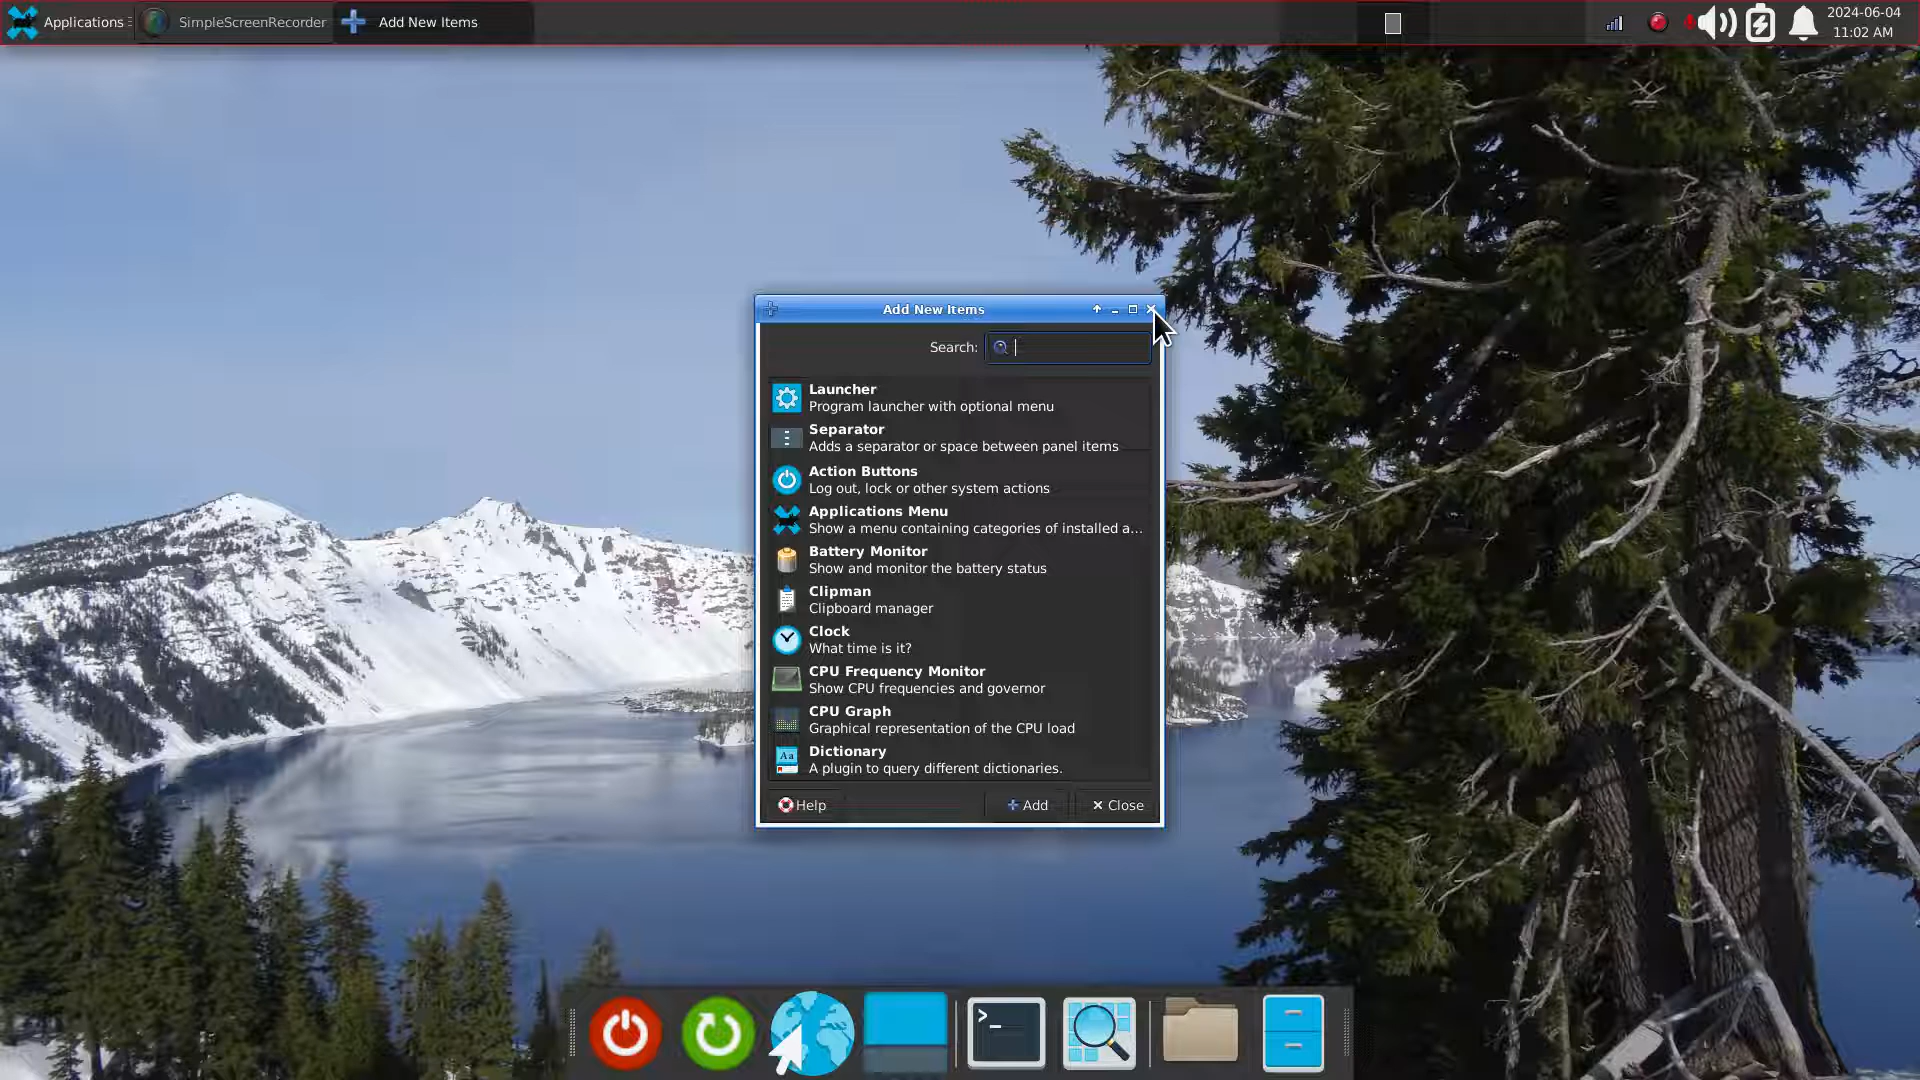 Applications
SimpleScreenRecorder
Add New Items
2024-06-04
11:02 AM
Add New Items
Search:
Launcher
Program launcher with optional menu
Separator
Adds a separator or space between panel items
Action Buttons
Log out, lock or other system actions
Applications Menu
Show a menu containing categories of installed a...
Battery Monitor
Show and monitor the battery status
Clipman
Clipboard manager
Clock
What time is it?
CPU Frequency Monitor
Show CPU frequencies and governor
CPU Graph
Graphical representation of the CPU load
Aa
Dictionary
A plugin to query different dictionaries.
Help
Add
Close
>_